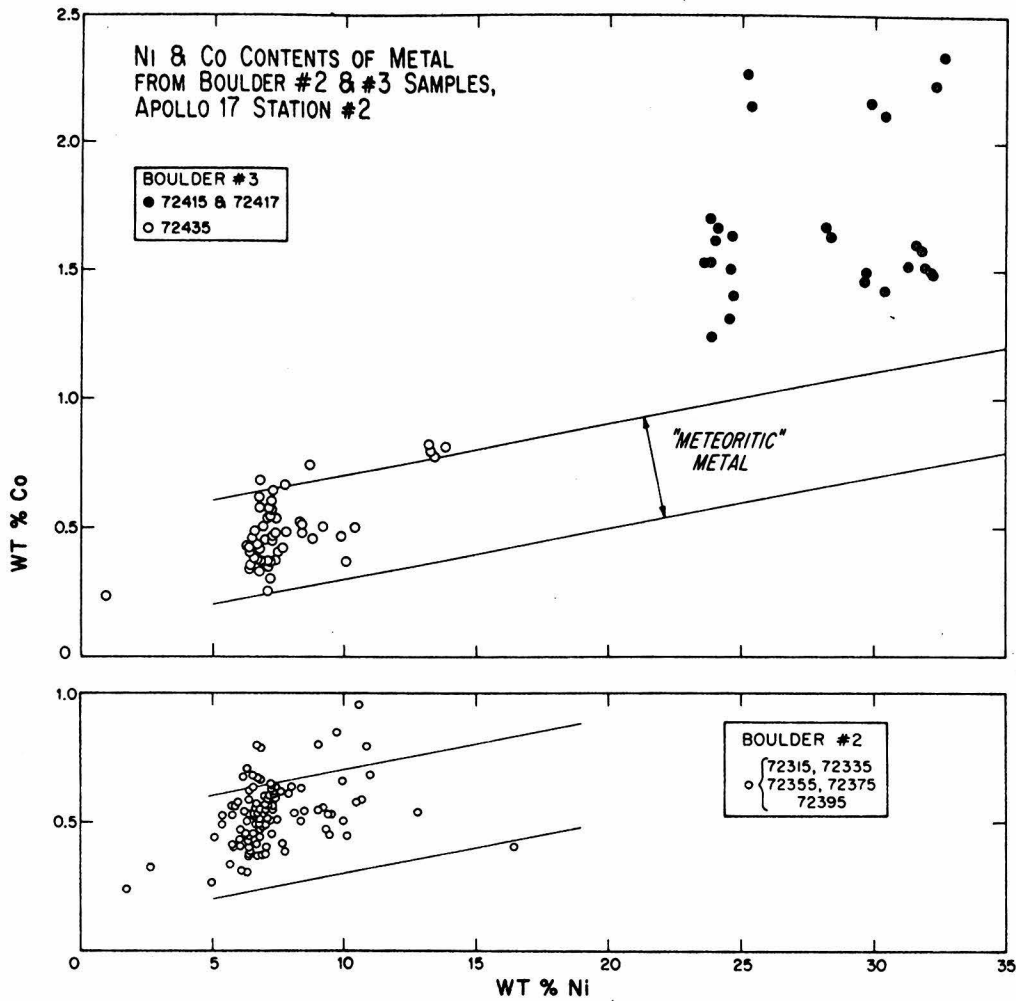 NI & CO CONTENTS OF METAL
FROM BOULDER #2 & #3 SAMPLES,
APOLLO 17 STATION #2
BOULDER #3
● 72415 & 72417
○ 72435
"METEORITIC"
METAL
WT % Co
2.5
2.0
1.5
1.0
0.5
0
1.0
0.5
BOULDER #2
○ { 72315, 72335
72355, 72375
72395
0 5 10 15 20 25 30 35
WT % Ni